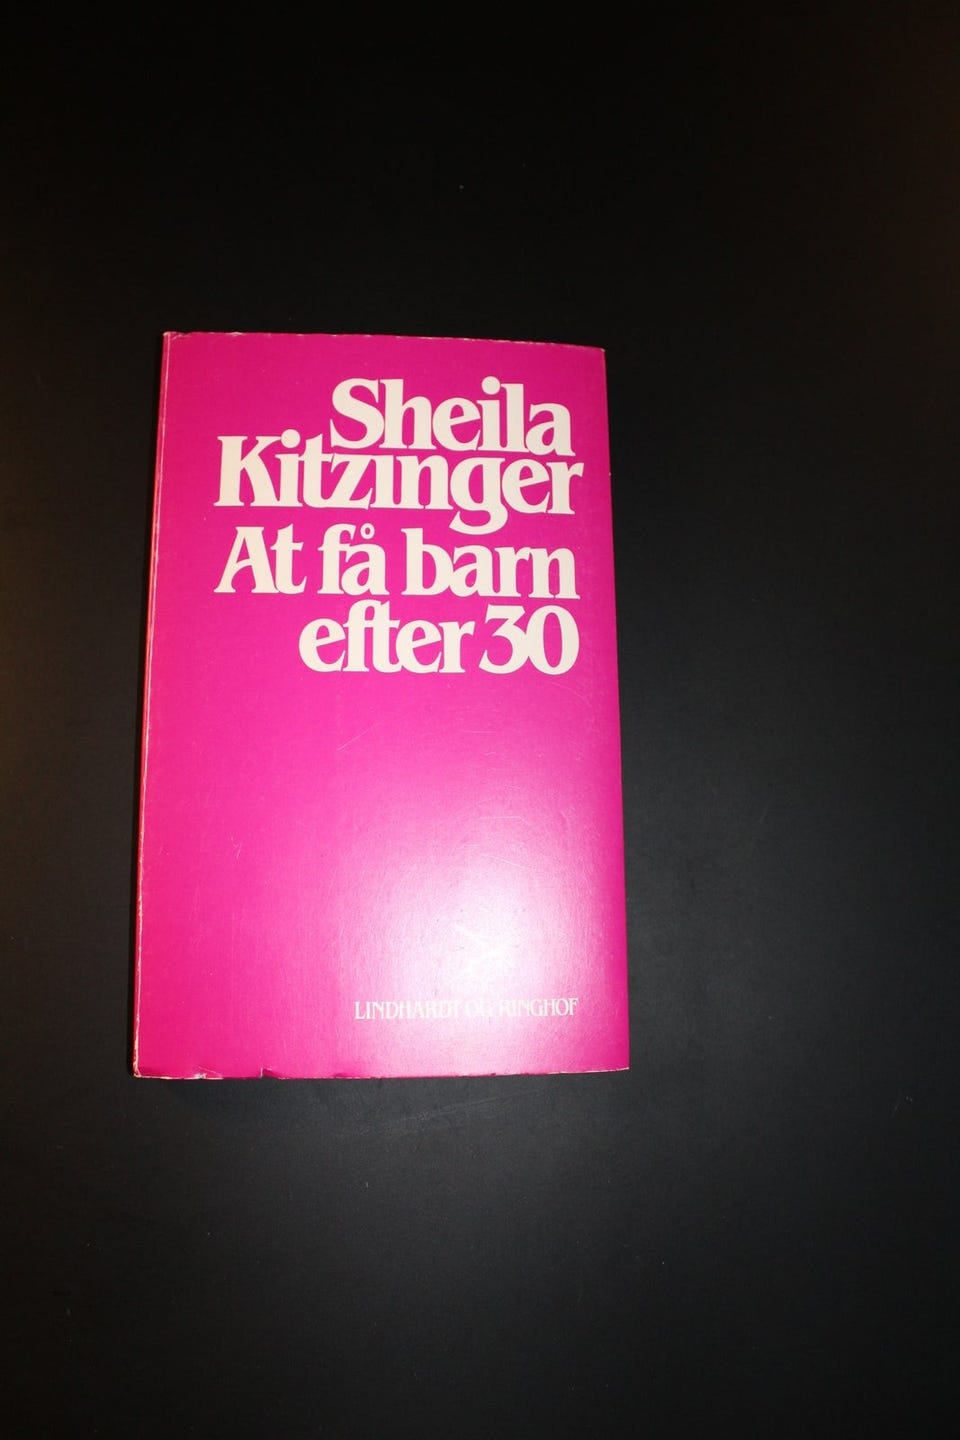 Sheila
Kitzinger
At få barn
efter 30
LINDHARDT OG RINGHOF